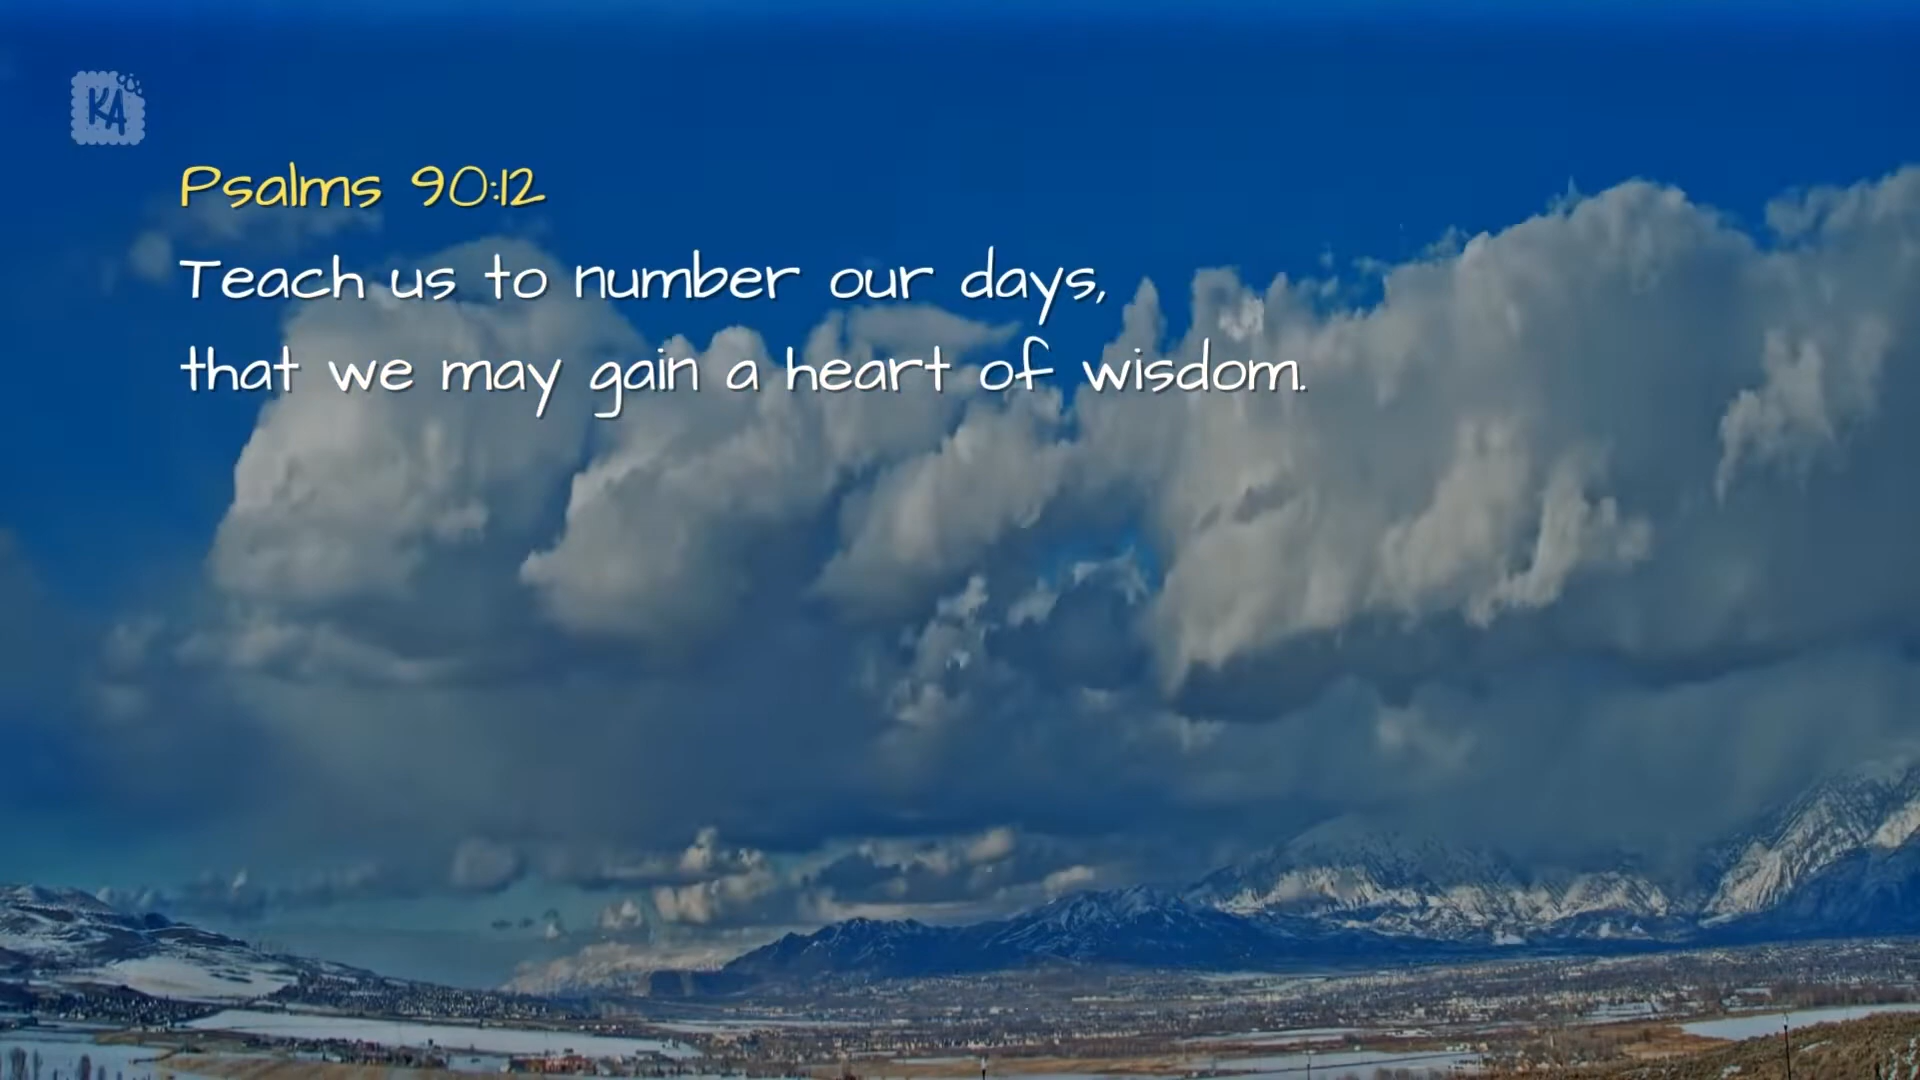 KA
Psalms 90:12
Teach us to number our days,
that we may gain a heart of wisdom.